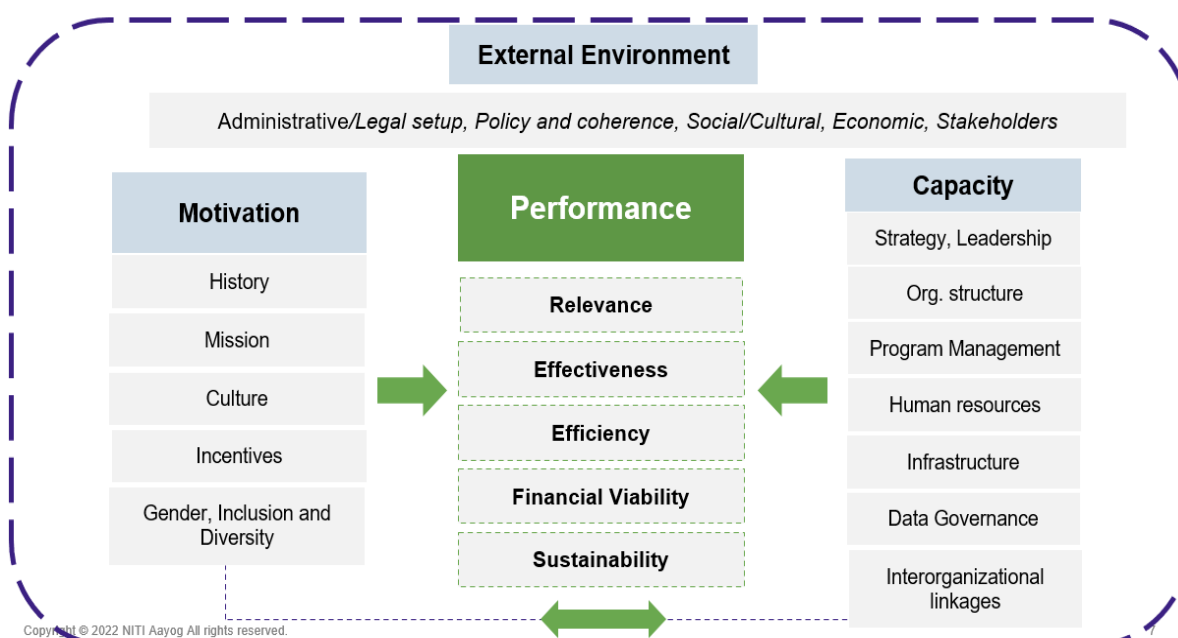 External Environment
Administrative/Legal setup, Policy and coherence, Social/Cultural, Economic, Stakeholders
Motivation
History
Mission
Culture
Incentives
Gender, Inclusion and
Diversity
Performance
Relevance
Effectiveness
Efficiency
Financial Viability
Sustainability
Capacity
Strategy, Leadership
Org. structure
Program Management
Human resources
Infrastructure
Data Governance
Interorganizational
linkages
Copyright © 2022 NITI Aayog All rights reserved.
7